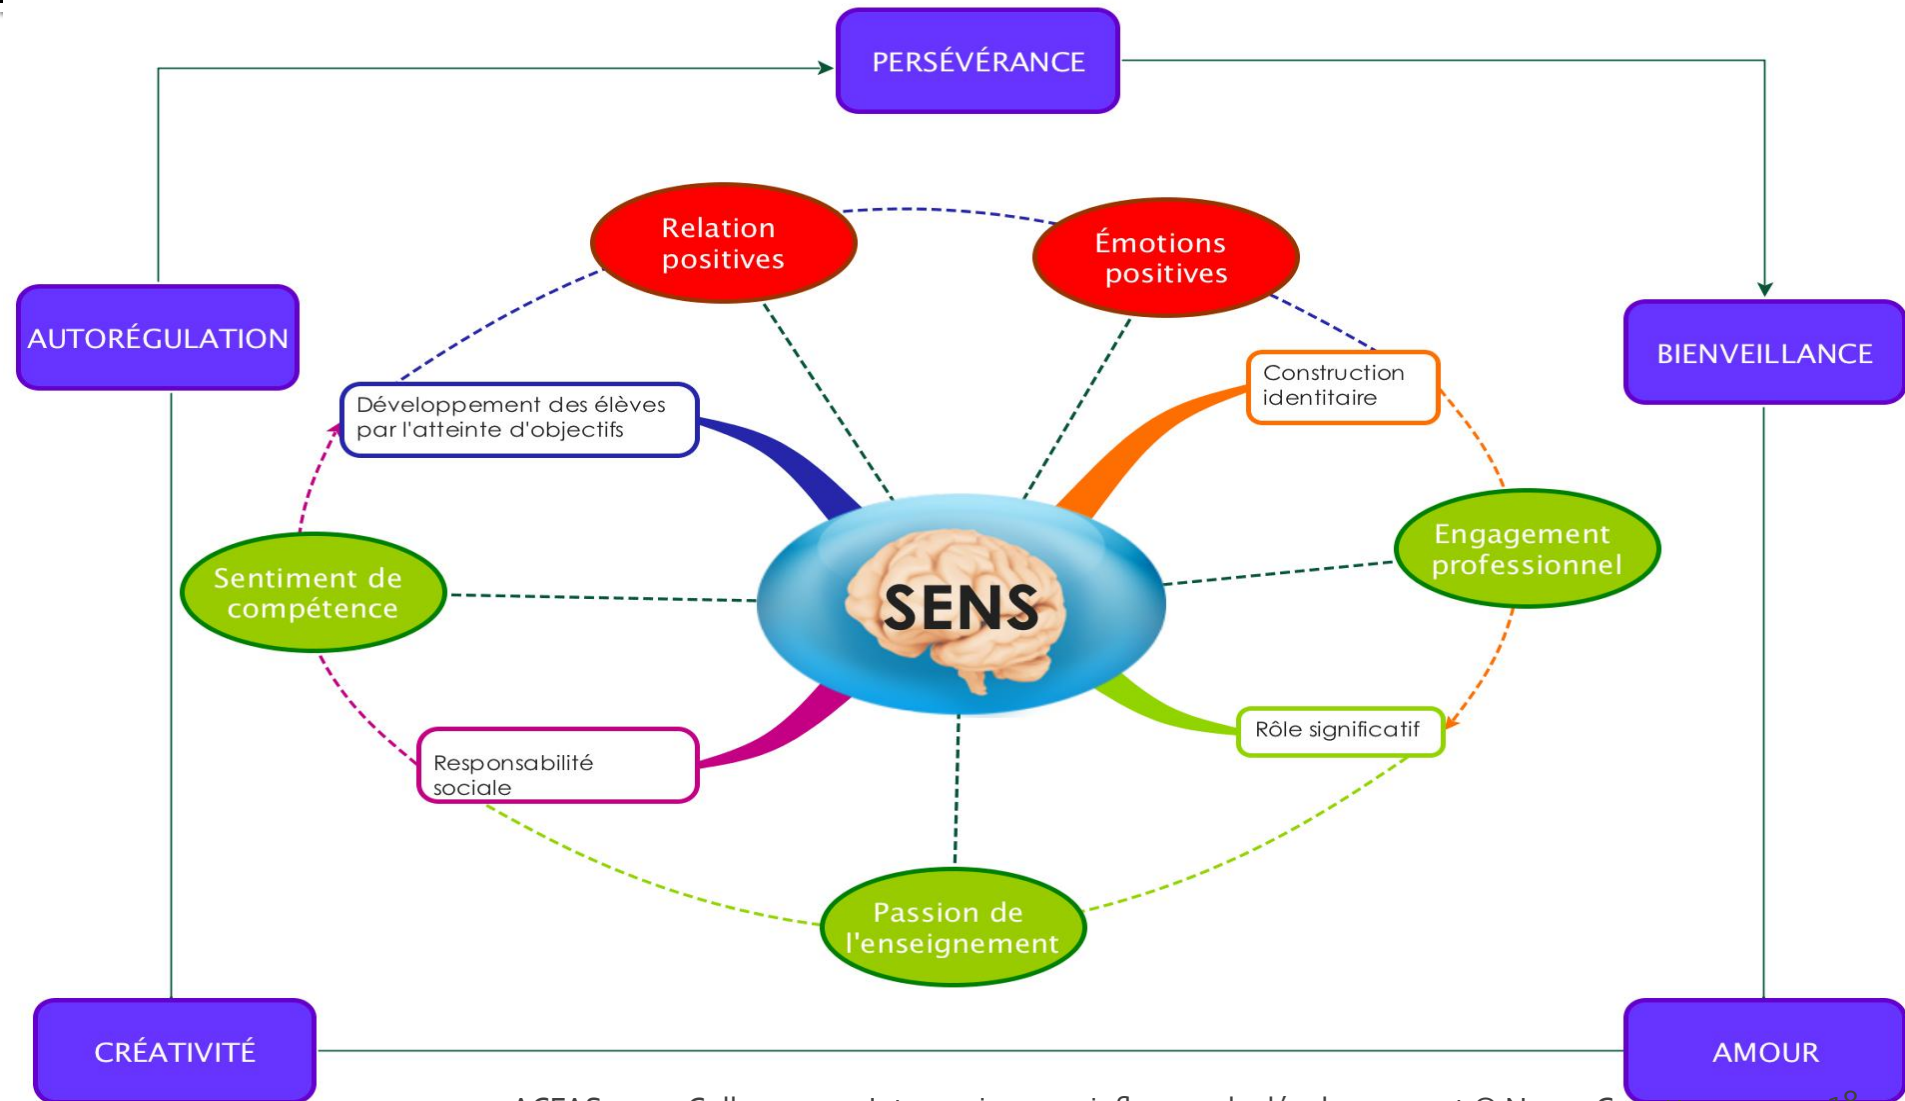 PERSÉVÉRANCE
Relation
positives
Émotions
positives
AUTORÉGULATION
BIENVEILLANCE
Construction
identitaire
Développement des élèves
par l'atteinte d'objectifs
Engagement
professionnel
Sentiment de
compétence
SENS
Rôle significatif
Responsabilité
sociale
Passion de
l'enseignement
CRÉATIVITÉ
AMOUR